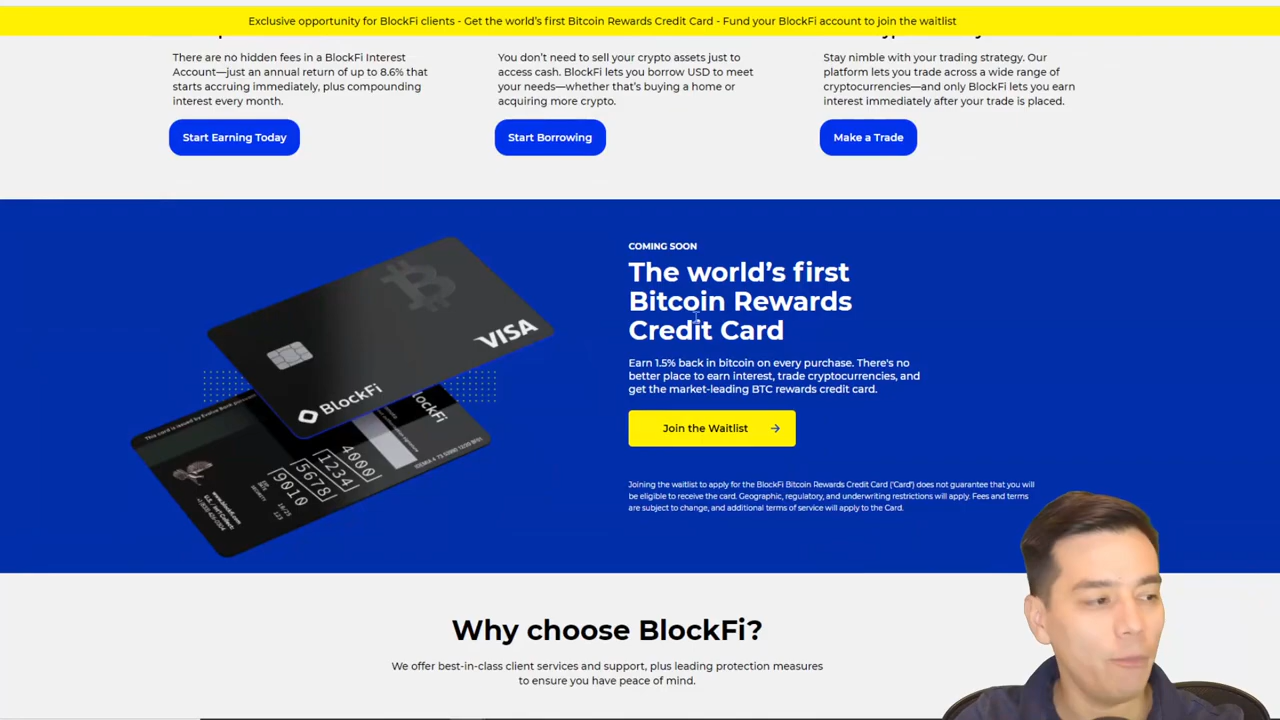 Exclusive opportunity for BlockFi clients - Get the world's first Bitcoin Rewards Credit Card - Fund your BlockFi account to join the waitlist
There are no hidden fees in a BlockFi Interest
Account—just an annual return of up to 8.6% that
starts accruing immediately, plus compounding
interest every month.
Start Earning Today
You don't need to sell your crypto assets just to
access cash. BlockFi lets you borrow USD to meet
your needs—whether that's buying a home or
acquiring more crypto.
Start Borrowing
Stay nimble with your trading strategy. Our
platform lets you trade across a wide range of
cryptocurrencies—and only BlockFi lets you earn
interest immediately after your trade is placed.
Make a Trade
VISA
BlockFi
4000
1234
5678
9010
COMING SOON
The world's first
Bitcoin Rewards
Credit Card
Earn 1.5% back in bitcoin on every purchase. There's no
better place to earn interest, trade cryptocurrencies, and
get the market-leading BTC rewards credit card.
Join the Waitlist
Joining the waitlist to apply for the BlockFi Bitcoin Rewards Credit Card ('Card') does not guarantee that you will
be eligible to receive the card. Geographic, regulatory, and underwriting restrictions will apply. Fees and terms
are subject to change, and additional terms of service will apply to the Card.
Why choose BlockFi?
We offer best-in-class client services and support, plus leading protection measures
to ensure you have peace of mind.